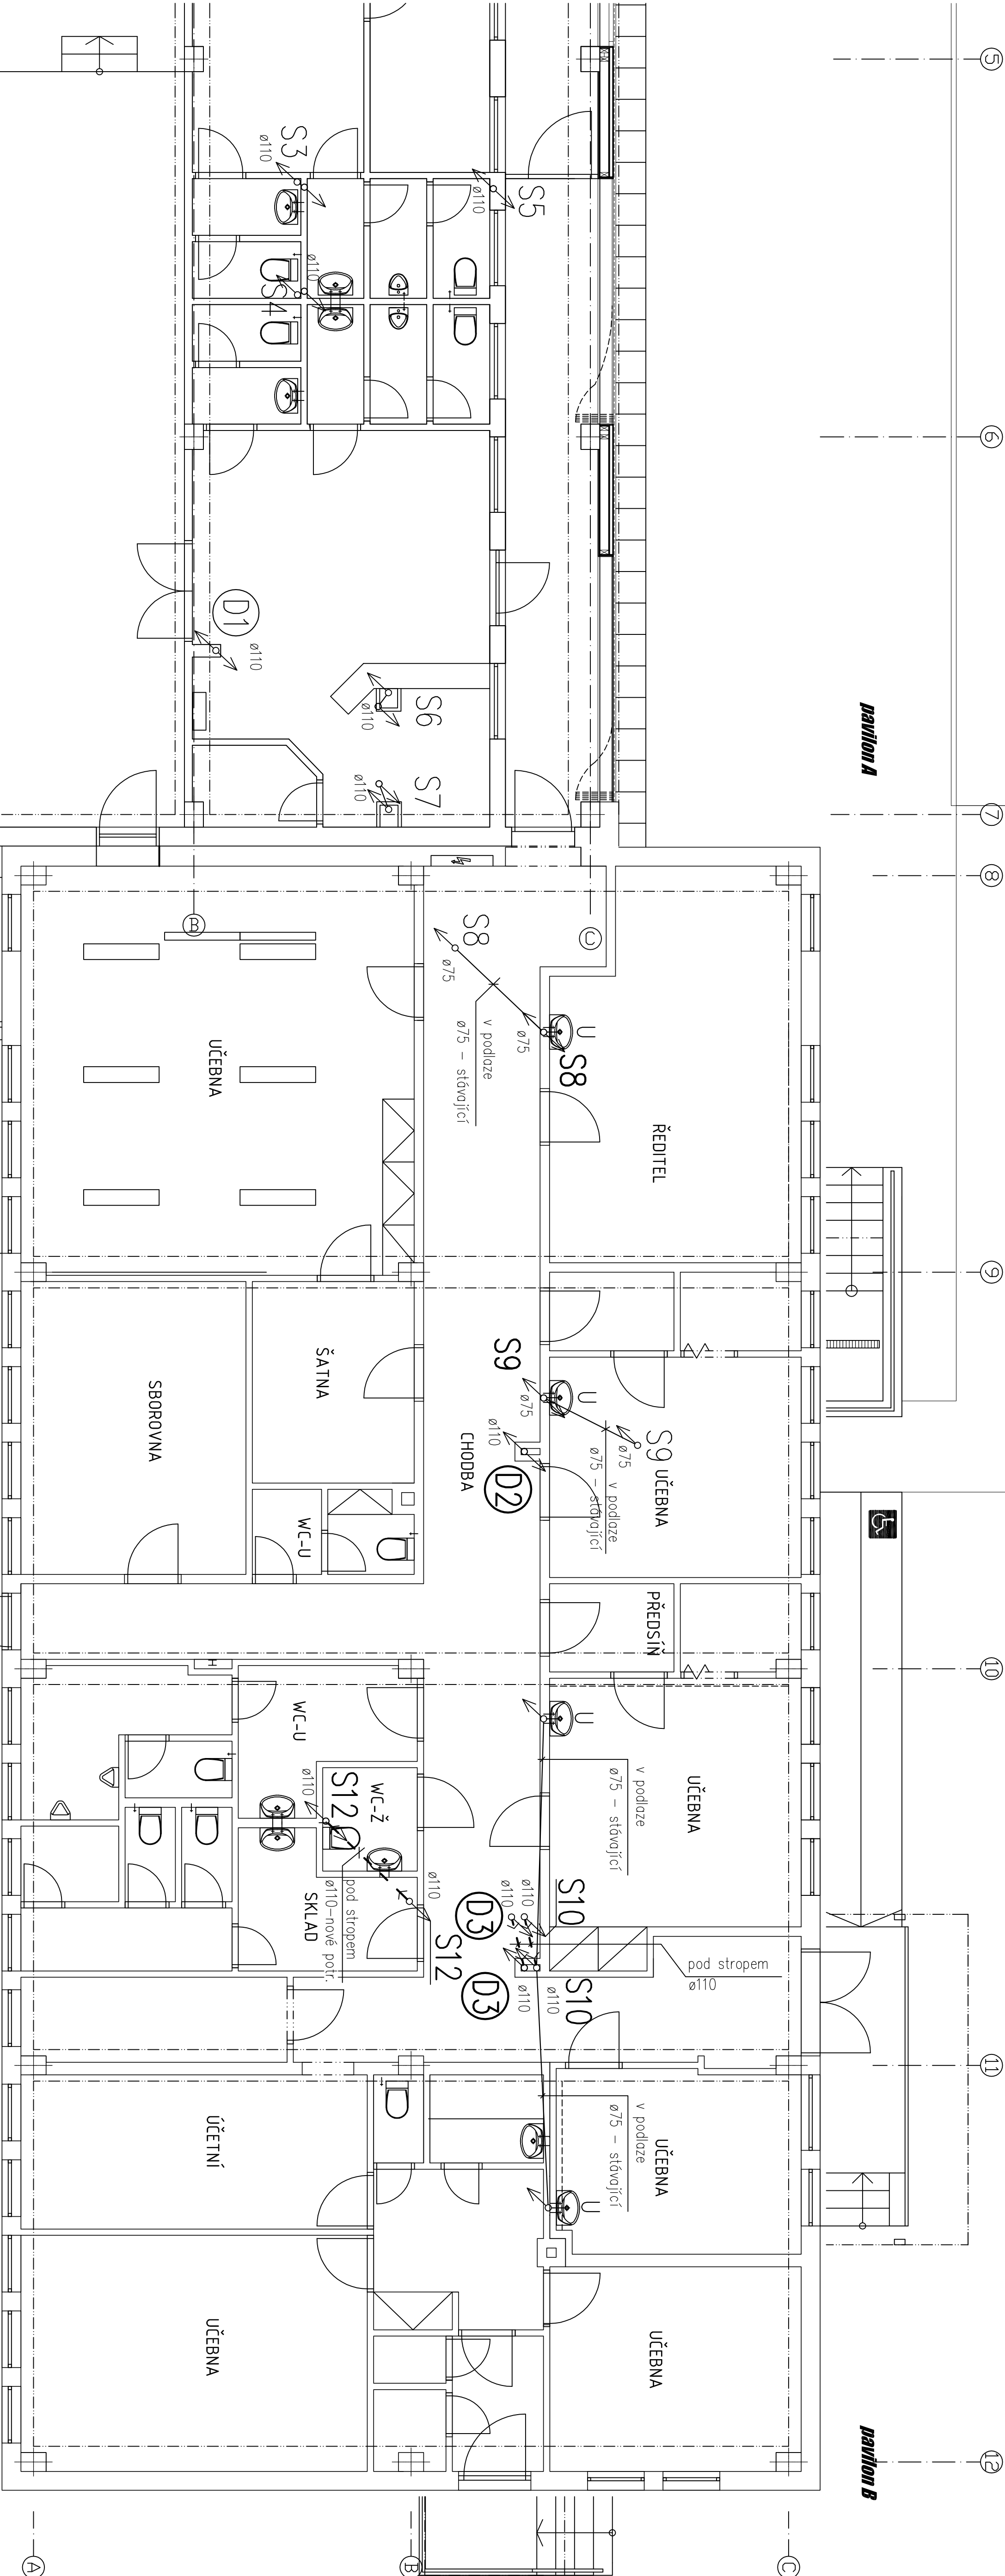 5
6
7
8
9
10
11
12
pavilon A
pavilon B
S3
ø110
S5
ø110
S4
ø110
D1
ø110
S6
ø110
S7
ø110
B
C
S8
ø75
v podlaze
ø75 – stávající
ø75
S8
U
UČEBNA
ŘEDITEL
S9
ø75
U
S9
ø75
v podlaze
ø75 – stávající
UČEBNA
ø110
D2
CHODBA
ŠATNA
SBOROVNA
WC-U
PŘEDSÍŇ
H
WC-U
WC-Ž
S12
ø110
pod stropem
ø110-nové potr.
SKLAD
ø110
S12
U
v podlaze
ø75 – stávající
UČEBNA
S10
ø110
ø110
D3
D3
S10
ø110
ø110
pod stropem
ø110
v podlaze
ø75 – stávající
UČEBNA
U
ÚČETNÍ
UČEBNA
UČEBNA
A
B
C